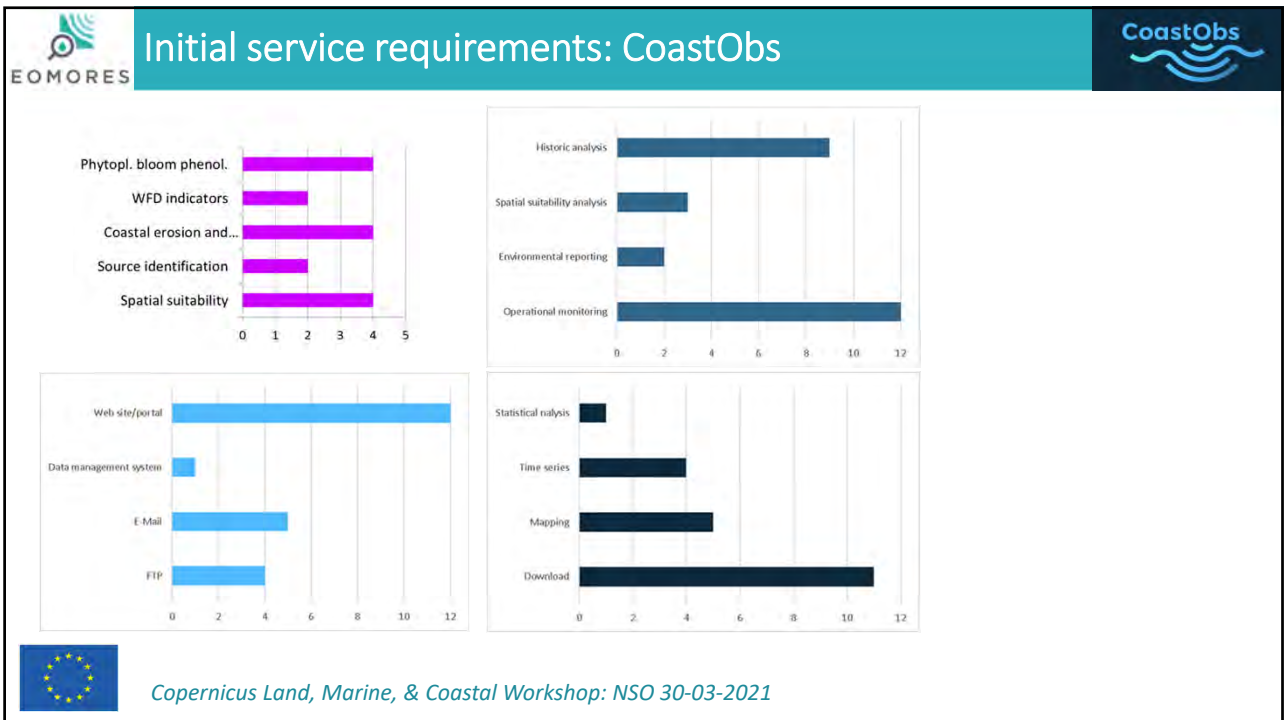 EOMORES
Initial service requirements: CoastObs
CoastObs
Phytopl. bloom phenol.
WFD indicators
Coastal erosion and...
Source identification
Spatial suitability
0 1 2 3 4 5
Historic analysis
Spatial suitability analysis
Environmental reporting
Operational monitoring
0 2 4 6 8 10 12
Web site/portal
Data management system
E-Mail
FTP
0 2 4 6 8 10 12
Statistical nalysis
Time series
Mapping
Download
0 2 4 6 8 10 12
Copernicus Land, Marine, & Coastal Workshop: NSO 30-03-2021